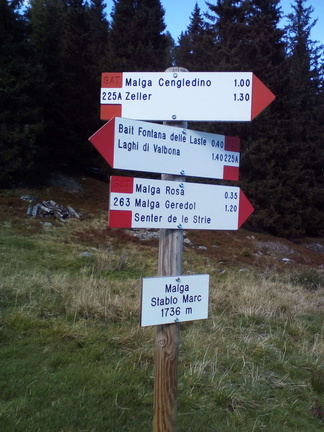 SAT Malga Cengledino 1.00
225A Zeller 1.30
Bait Fontana delle Laste 0.40
Laghi di Valbona 1.40 225A
SAT Malga Rosa 0.35
263 Malga Geredol 1.20
Senter de le Strie
Malga
Stablo Marc
1736 m